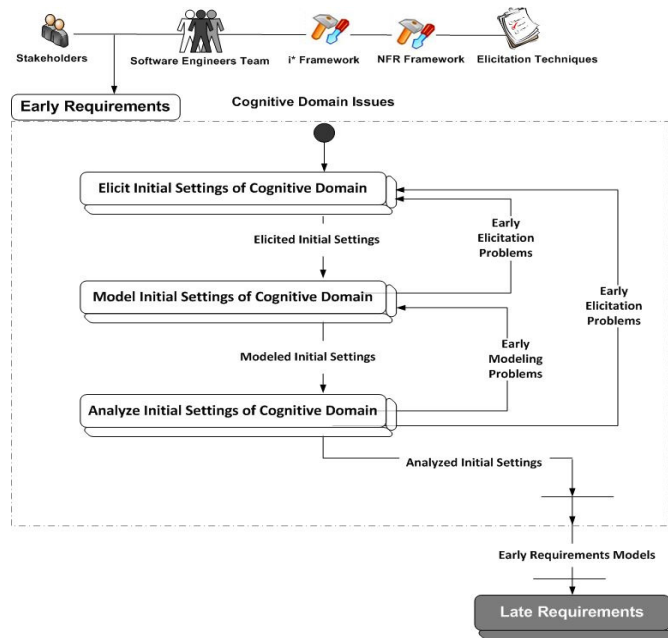 Stakeholders
Software Engineers Team
i* Framework
NFR Framework
Elicitation Techniques
Early Requirements
Cognitive Domain Issues
Elicit Initial Settings of Cognitive Domain
Elicited Initial Settings
Early
Elicitation
Problems
Model Initial Settings of Cognitive Domain
Early
Elicitation
Problems
Modeled Initial Settings
Early
Modeling
Problems
Analyze Initial Settings of Cognitive Domain
Analyzed Initial Settings
Early Requirements Models
Late Requirements